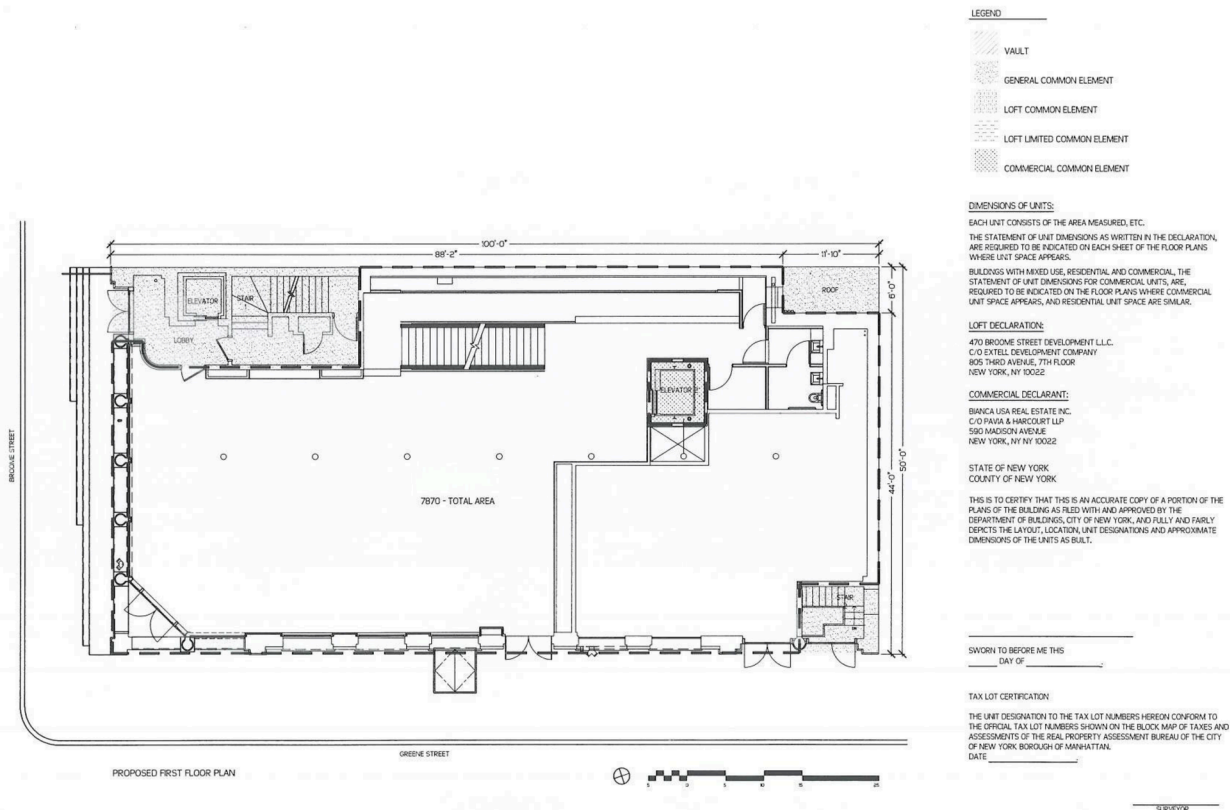 LEGEND
VAULT
GENERAL COMMON ELEMENT
LOFT COMMON ELEMENT
LOFT LIMITED COMMON ELEMENT
COMMERCIAL COMMON ELEMENT
DIMENSIONS OF UNITS:
EACH UNIT CONSISTS OF THE AREA MEASURED, ETC.
THE STATEMENT OF UNIT DIMENSIONS AS WRITTEN IN THE DECLARATION,
ARE REQUIRED TO BE INDICATED ON EACH SHEET OF THE FLOOR PLANS
WHERE UNIT SPACE APPEARS.
BUILDINGS WITH MIXED USE, RESIDENTIAL AND COMMERCIAL, THE
STATEMENT OF UNIT DIMENSIONS FOR COMMERCIAL UNITS, ARE,
REQUIRED TO BE INDICATED ON THE FLOOR PLANS WHERE COMMERCIAL
UNIT SPACE APPEARS, AND RESIDENTIAL UNIT SPACE ARE SIMILAR.
LOFT DECLARATION:
470 BROOME STREET DEVELOPMENT L.L.C.
C/O EXTELL DEVELOPMENT COMPANY
805 THIRD AVENUE, 7TH FLOOR
NEW YORK, NY 10022
COMMERCIAL DECLARANT:
BIANCA USA REAL ESTATE INC.
C/O PAVIA & HARCOURT LLP
590 MADISON AVENUE
NEW YORK, NY NY 10022
STATE OF NEW YORK
COUNTY OF NEW YORK
THIS IS TO CERTIFY THAT THIS IS AN ACCURATE COPY OF A PORTION OF THE
PLANS OF THE BUILDING AS FILED WITH AND APPROVED BY THE
DEPARTMENT OF BUILDINGS, CITY OF NEW YORK, AND FULLY AND FAIRLY
DEPICTS THE LAYOUT, LOCATION, UNIT DESIGNATIONS AND APPROXIMATE
DIMENSIONS OF THE UNITS AS BUILT.
SWORN TO BEFORE ME THIS
DAY OF
TAX LOT CERTIFICATION
THE UNIT DESIGNATION TO THE TAX LOT NUMBERS HEREON CONFORM TO
THE OFFICIAL TAX LOT NUMBERS SHOWN ON THE BLOCK MAP OF TAXES AND
ASSESSMENTS OF THE REAL PROPERTY ASSESSMENT BUREAU OF THE CITY
OF NEW YORK BOROUGH OF MANHATTAN.
DATE
SURVEYOR
100'-0"
88'-2"
11'-10"
6'-0"
44'-0"
50'-0"
ROOF
ELEVATOR
STAIR
LOBBY
ELEVATOR
7870 - TOTAL AREA
STAIR
BROOME STREET
GREENE STREET
PROPOSED FIRST FLOOR PLAN
5 0 5 10 15 25